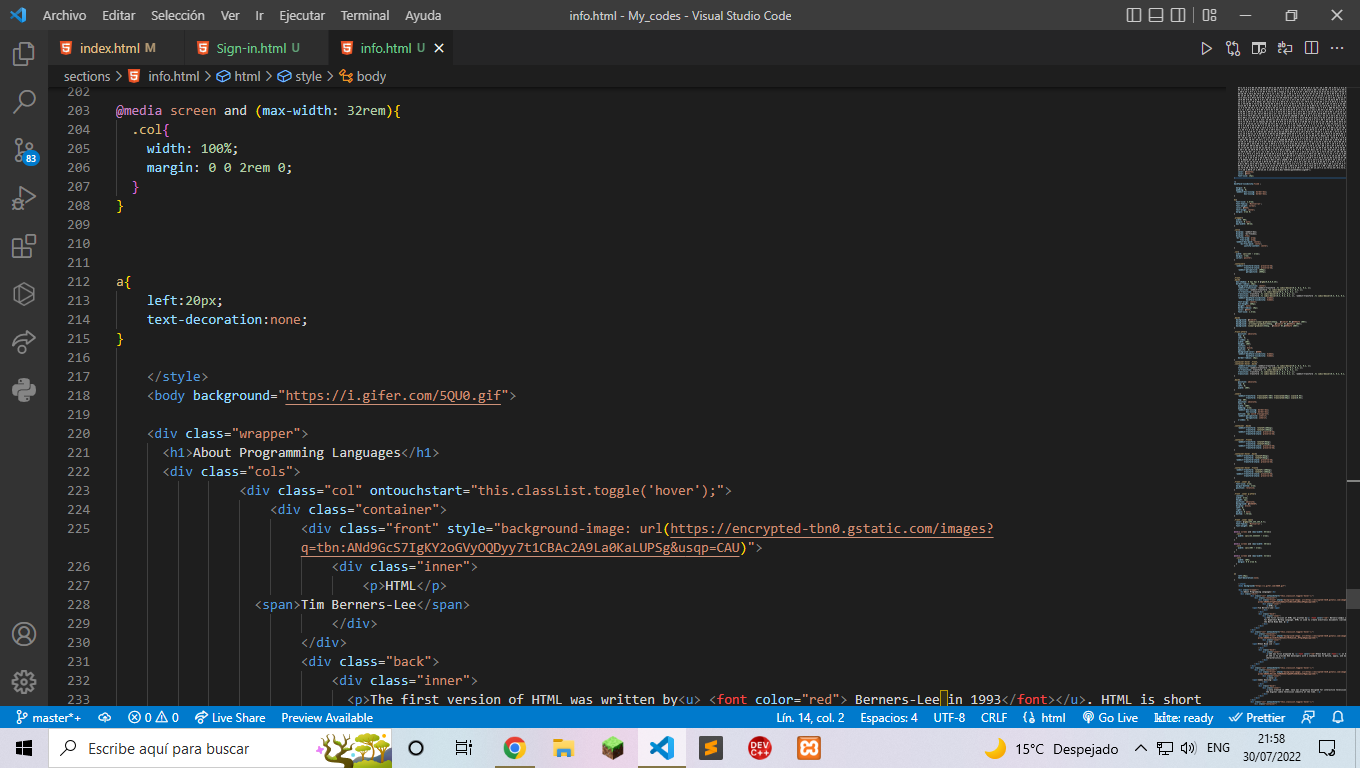 Archivo Editar Selección Ver Ir Ejecutar Terminal Ayuda info.html - My_codes - Visual Studio Code
index.html M Sign-in.html U info.html U
sections > info.html > html > style > body
202
203 @media screen and (max-width: 32rem){
204 .col{
205 width: 100%;
206 margin: 0 0 2rem 0;
207 }
208 }
209
210
211
212 a{
213 left:20px;
214 text-decoration:none;
215 }
216
217 </style>
218 <body background="https://i.gifer.com/5QU0.gif">
219
220 <div class="wrapper">
221 <h1>About Programming Languages</h1>
222 <div class="cols">
223 <div class="col" ontouchstart="this.classList.toggle('hover');">
224 <div class="container">
225 <div class="front" style="background-image: url(https://encrypted-tbn0.gstatic.com/images?
q=tbn:ANd9GcS7IgKY2oGVyOQDyy7t1CBAc2A9La0KaLUPSg&usqp=CAU)">
226 <div class="inner">
227 <p>HTML</p>
228 <span>Tim Berners-Lee</span>
229 </div>
230 </div>
231 <div class="back">
232 <div class="inner">
233 <p>The first version of HTML was written by<u> <font color="red"> Berners-Lee in 1993</font></u>. HTML is short
83
master*+ 0 0 Live Share Preview Available Lín. 14, col. 2 Espacios: 4 UTF-8 CRLF html Go Live kite: ready Prettier
Escribe aquí para buscar DEV C++ 15°C Despejado ENG 21:58
30/07/2022